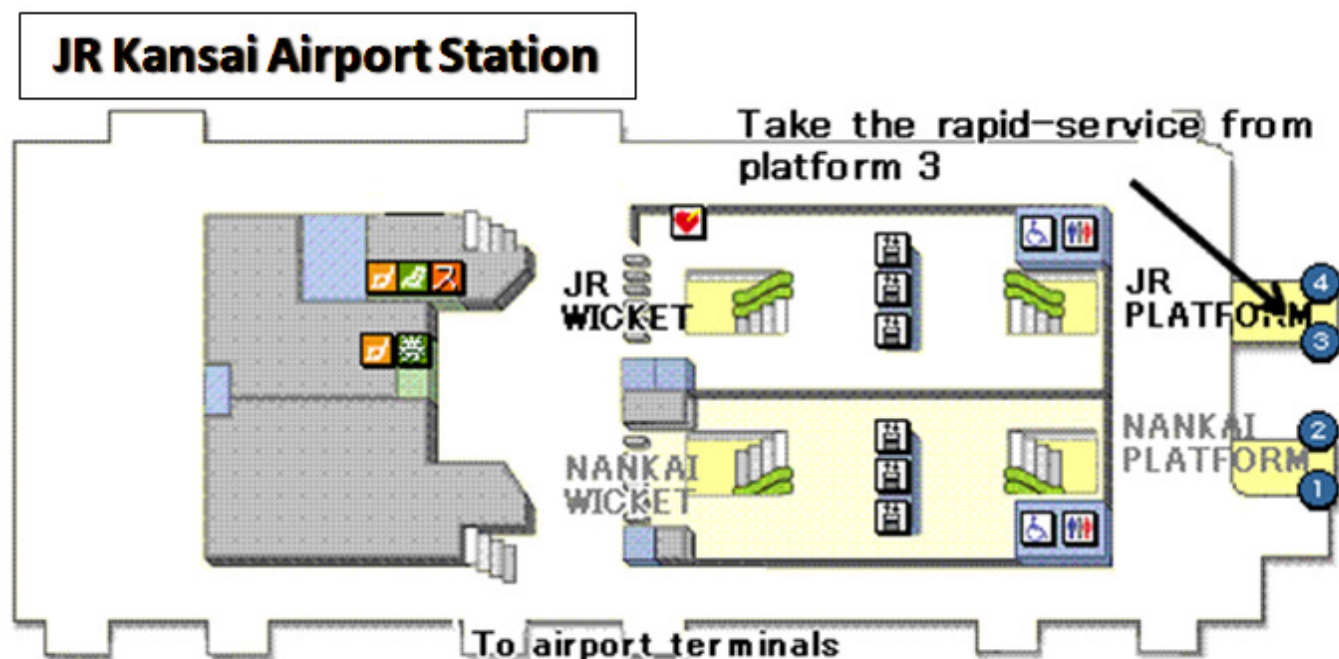 JR Kansai Airport Station
Take the rapid-service from
platform 3
JR
WICKET
JR
PLATFORM
4
3
NANKAI
WICKET
NANKAI
PLATFORM
2
1
To airport terminals